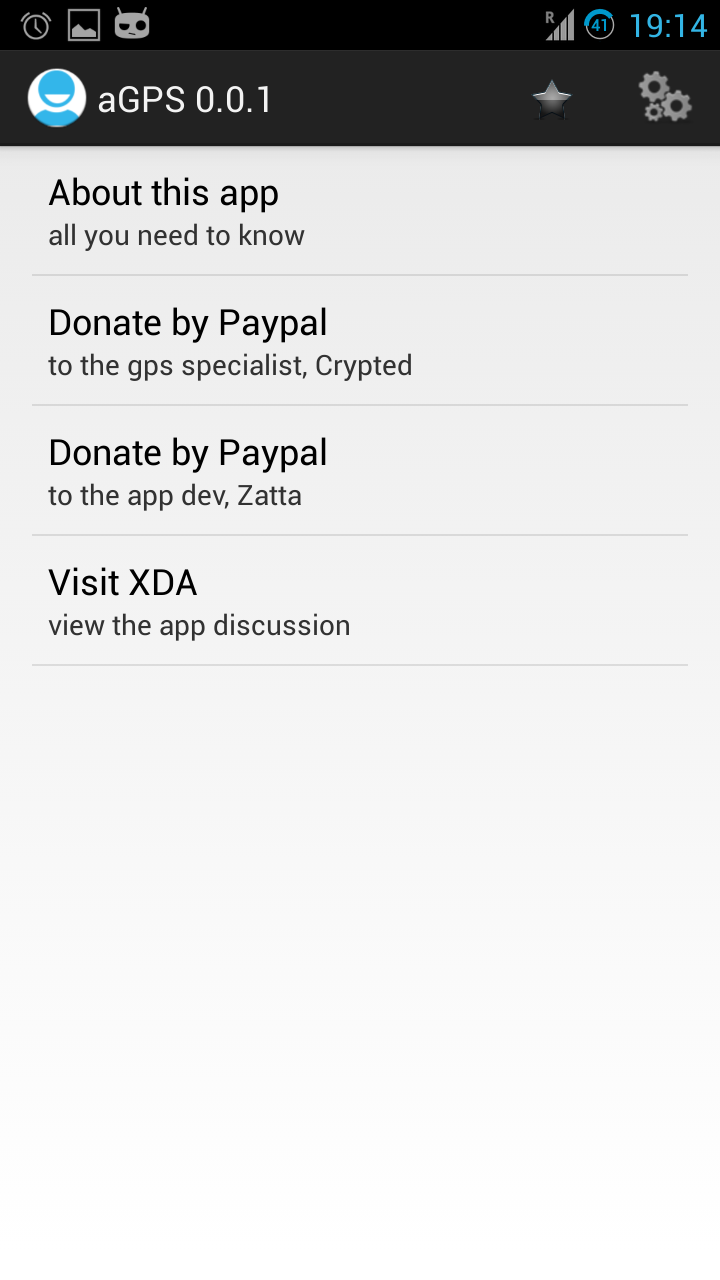 R 41 19:14
aGPS 0.0.1
About this app
all you need to know
Donate by Paypal
to the gps specialist, Crypted
Donate by Paypal
to the app dev, Zatta
Visit XDA
view the app discussion